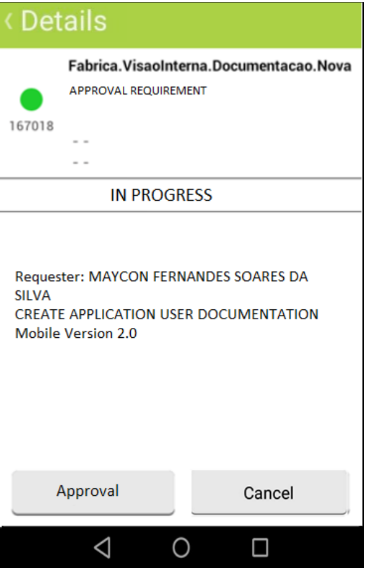 Details
Fabrica.VisaoInterna.Documentacao.Nova
APPROVAL REQUIREMENT
167018
- -
- -
IN PROGRESS
Requester: MAYCON FERNANDES SOARES DA
SILVA
CREATE APPLICATION USER DOCUMENTATION
Mobile Version 2.0
Approval
Cancel